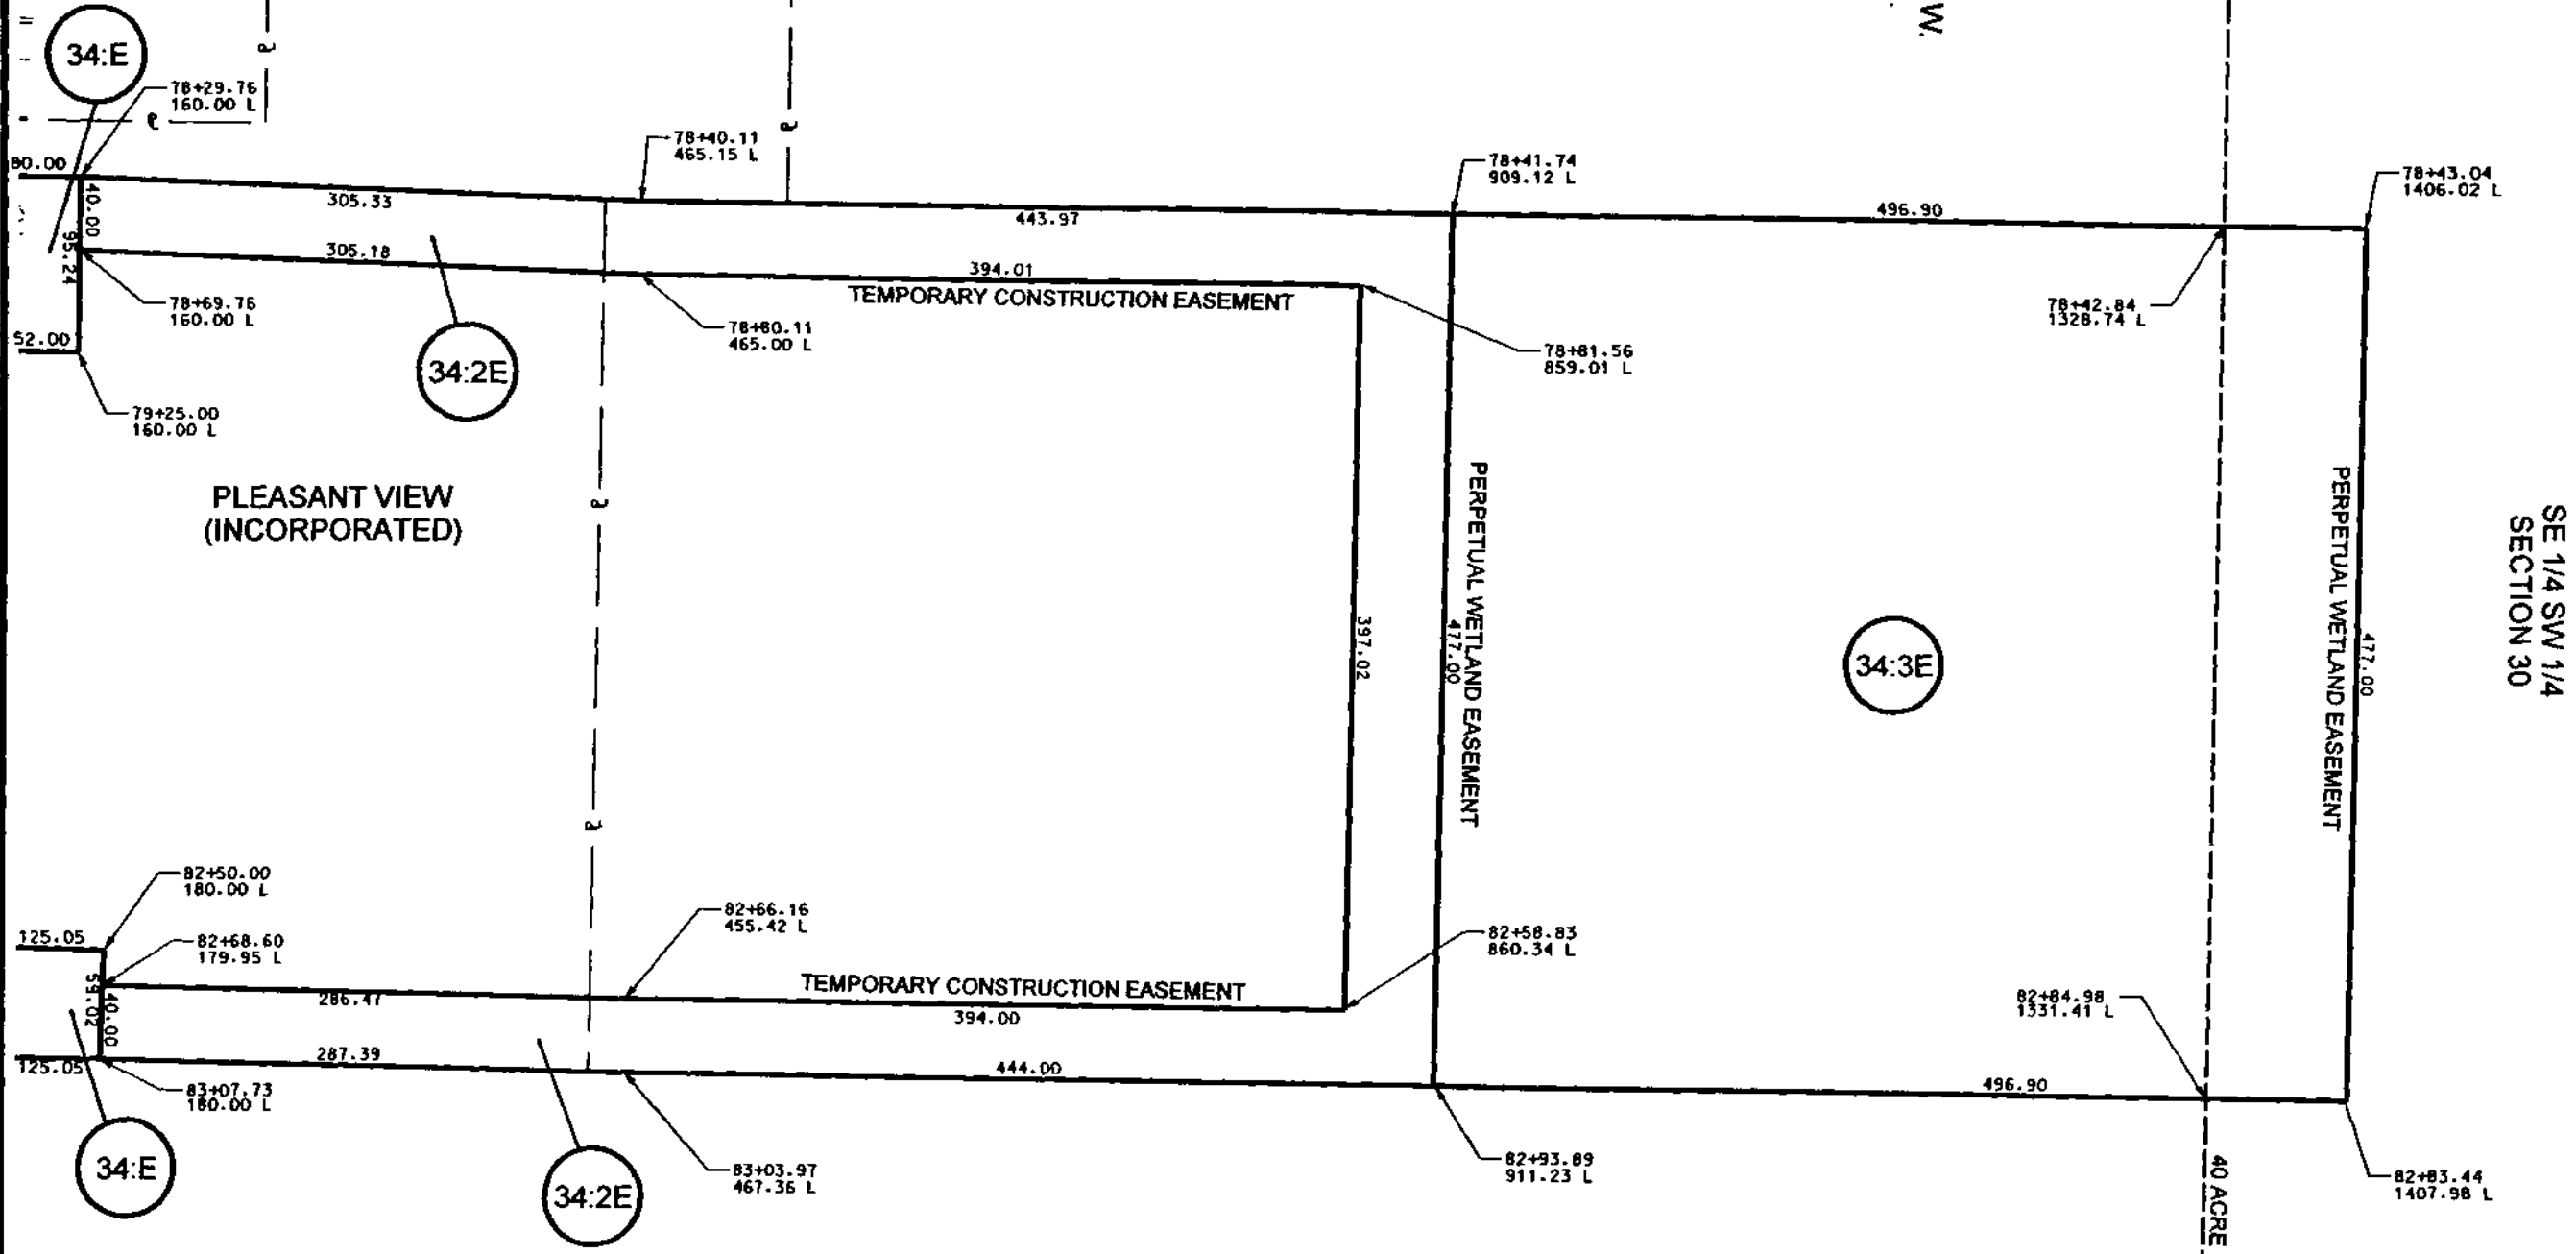 W.
34:E
78+29.76
160.00 L
80.00
40.00
95.24
305.33
78+40.11
465.15 L
443.97
78+41.74
909.12 L
496.90
78+43.04
1406.02 L
305.18
394.01
TEMPORARY CONSTRUCTION EASEMENT
78+69.76
160.00 L
78+80.11
465.00 L
78+81.56
859.01 L
78+42.84
1328.74 L
52.00
34:2E
79+25.00
160.00 L
PLEASANT VIEW
(INCORPORATED)
397.02
PERPETUAL WETLAND EASEMENT
477.00
34:3E
PERPETUAL WETLAND EASEMENT
477.00
SE 1/4 SW 1/4
SECTION 30
82+50.00
180.00 L
125.05
82+68.60
179.95 L
82+66.16
455.42 L
82+58.83
860.34 L
TEMPORARY CONSTRUCTION EASEMENT
59.02
40.00
286.47
394.00
82+84.98
1331.41 L
125.05
287.39
444.00
496.90
83+07.73
180.00 L
34:E
34:2E
83+03.97
467.36 L
82+93.89
911.23 L
40 ACRE
82+83.44
1407.98 L